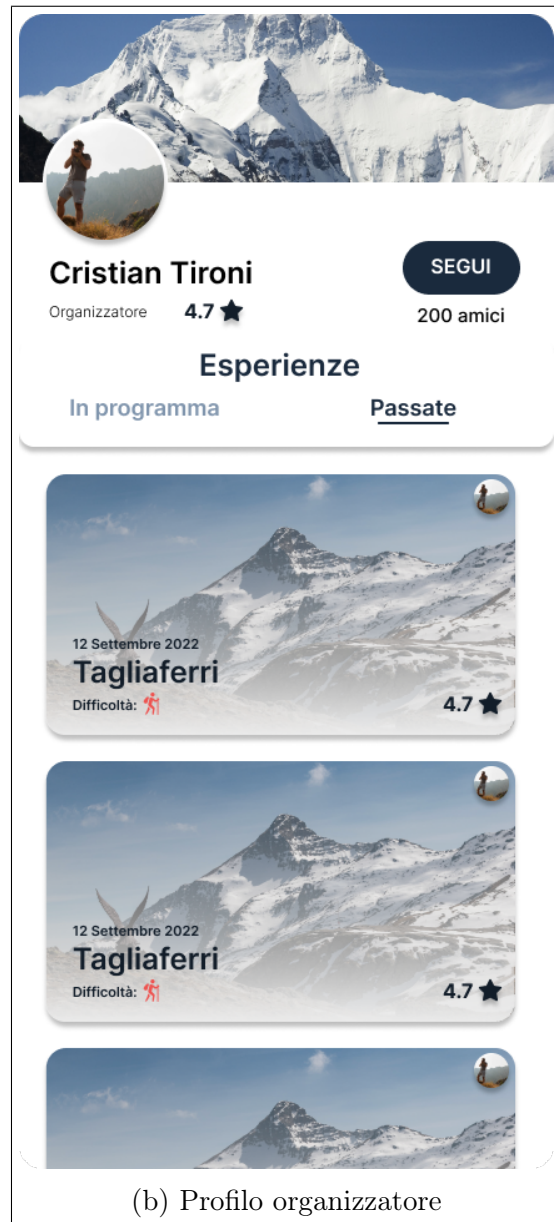 Cristian Tironi
SEGUI
Organizzatore 4.7
200 amici
Esperienze
In programma Passate
12 Settembre 2022
Tagliaferri
Difficoltà: 4.7
12 Settembre 2022
Tagliaferri
Difficoltà: 4.7
(b) Profilo organizzatore